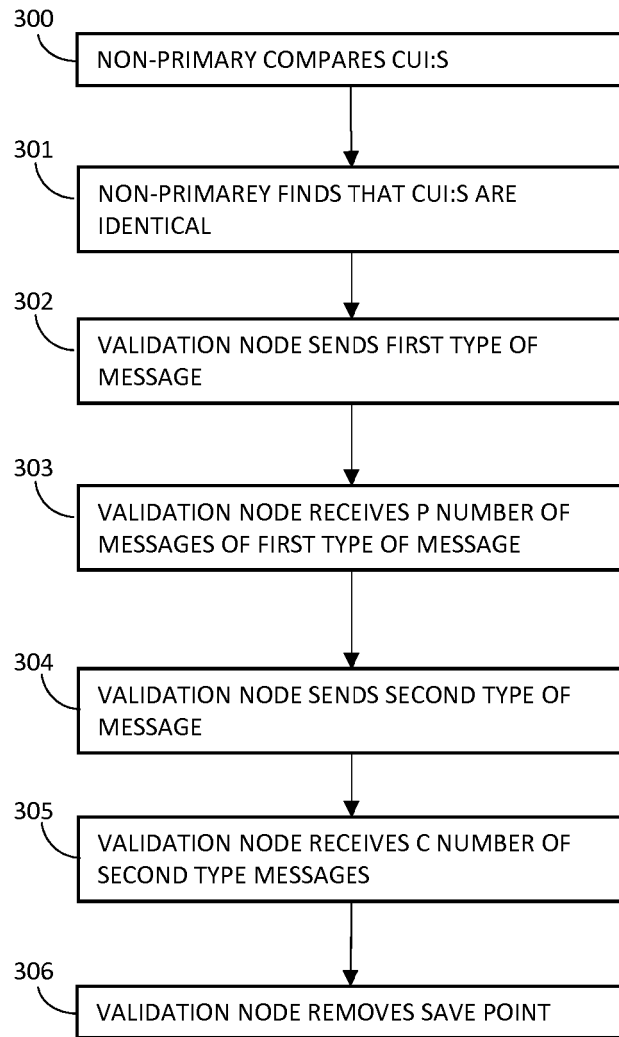 300
NON-PRIMARY COMPARES CUI:S
301
NON-PRIMAREY FINDS THAT CUI:S ARE
IDENTICAL
302
VALIDATION NODE SENDS FIRST TYPE OF
MESSAGE
303
VALIDATION NODE RECEIVES P NUMBER OF
MESSAGES OF FIRST TYPE OF MESSAGE
304
VALIDATION NODE SENDS SECOND TYPE OF
MESSAGE
305
VALIDATION NODE RECEIVES C NUMBER OF
SECOND TYPE MESSAGES
306
VALIDATION NODE REMOVES SAVE POINT